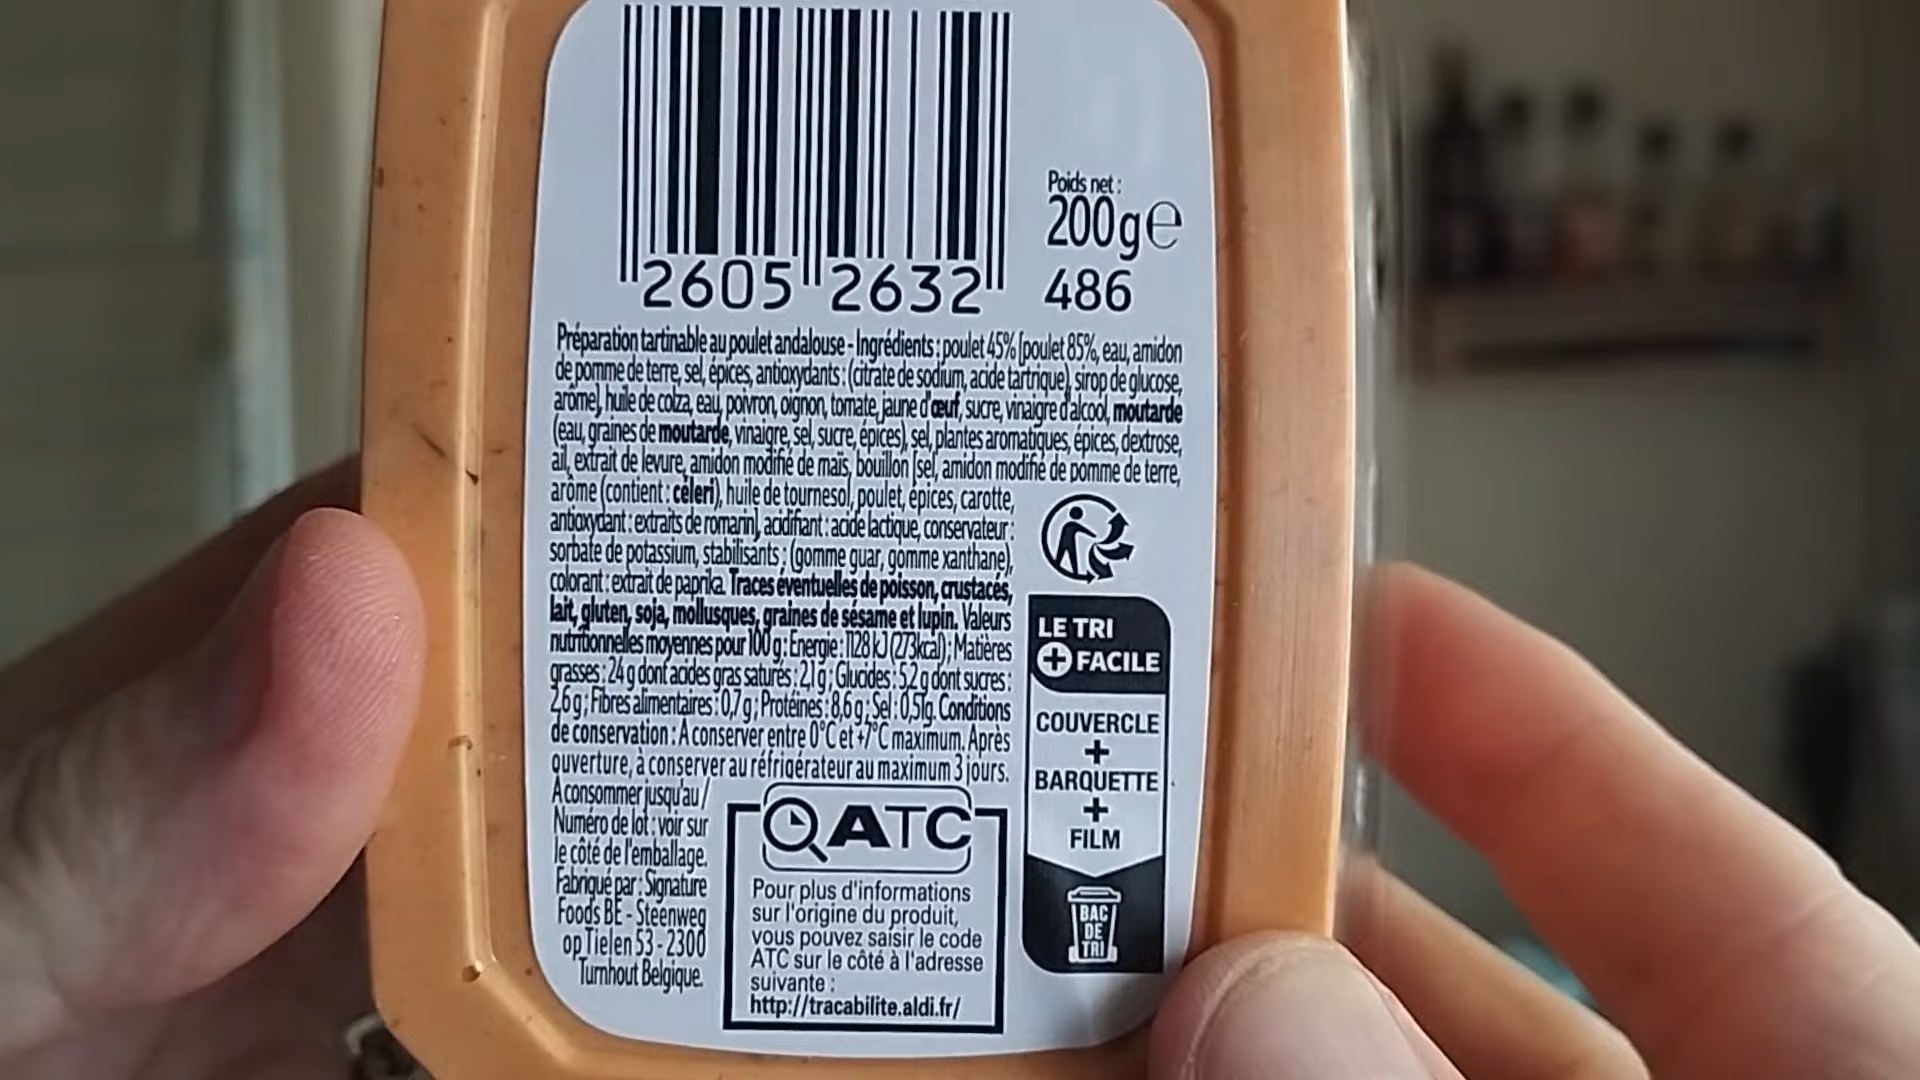 2605 2632
Poids net :
200g℮
486
Préparation tartinable au poulet andalouse - Ingrédients : poulet 45% [poulet 85%, eau, amidon
de pomme de terre, sel, épices, antioxydants : (citrate de sodium, acide tartrique), sirop de glucose,
arôme], huile de colza, eau, poivron, oignon, tomate, jaune d'œuf, sucre, vinaigre d'alcool, moutarde
(eau, graines de moutarde, vinaigre, sel, sucre, épices), sel, plantes aromatiques, épices, dextrose,
ail, extrait de levure, amidon modifié de maïs, bouillon [sel, amidon modifié de pomme de terre,
arôme (contient : céleri), huile de tournesol, poulet, épices, carotte,
antioxydant : extraits de romarin], acidifiant : acide lactique, conservateur :
sorbate de potassium, stabilisants : (gomme guar, gomme xanthane),
colorant : extrait de paprika. Traces éventuelles de poisson, crustacés,
lait, gluten, soja, mollusques, graines de sésame et lupin. Valeurs
nutritionnelles moyennes pour 100 g : Energie : 1128 kJ (273kcal) ; Matières
grasses : 24 g dont acides gras saturés : 2,1 g ; Glucides : 5,2 g dont sucres :
2,6 g ; Fibres alimentaires : 0,7 g ; Protéines : 8,6 g ; Sel : 0,51g. Conditions
de conservation : A conserver entre 0°C et +7°C maximum. Après
ouverture, à conserver au réfrigérateur au maximum 3 jours.
A consommer jusqu'au /
Numéro de lot : voir sur
le côté de l'emballage.
Fabriqué par : Signature
Foods BE - Steenweg
op Tielen 53 - 2300
Turnhout Belgique.
ATC
Pour plus d'informations
sur l'origine du produit,
vous pouvez saisir le code
ATC sur le côté à l'adresse
suivante :
http://tracabilite.aldi.fr/
LE TRI
+ FACILE
COUVERCLE
+
BARQUETTE
+
FILM
BAC
DE
TRI